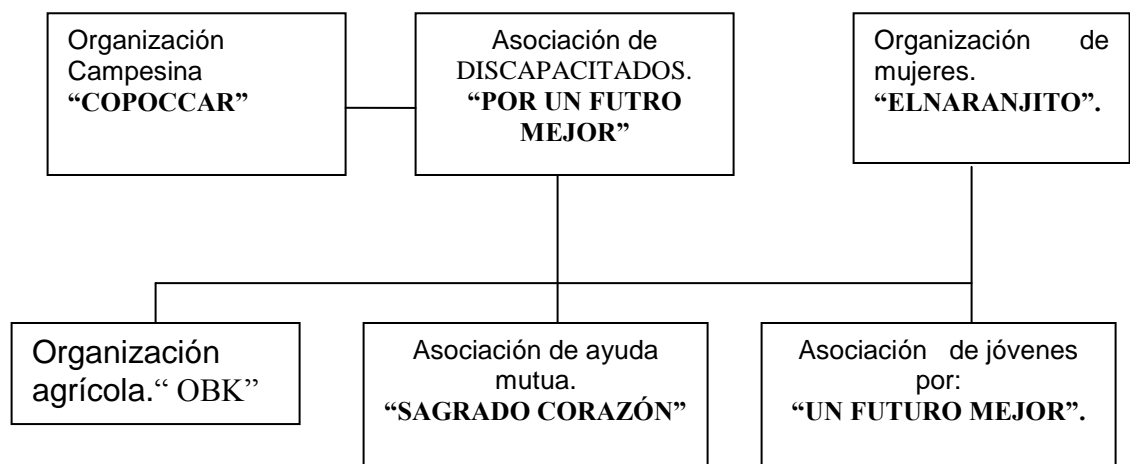 Organización
Campesina
“COPOCCAR”
Asociación de
DISCAPACITADOS.
“POR UN FUTRO
MEJOR”
Organización de
mujeres.
“ELNARANJITO”.
Organización
agrícola.“ OBK”
Asociación de ayuda
mutua.
“SAGRADO CORAZÓN”
Asociación de jóvenes
por:
“UN FUTURO MEJOR”.